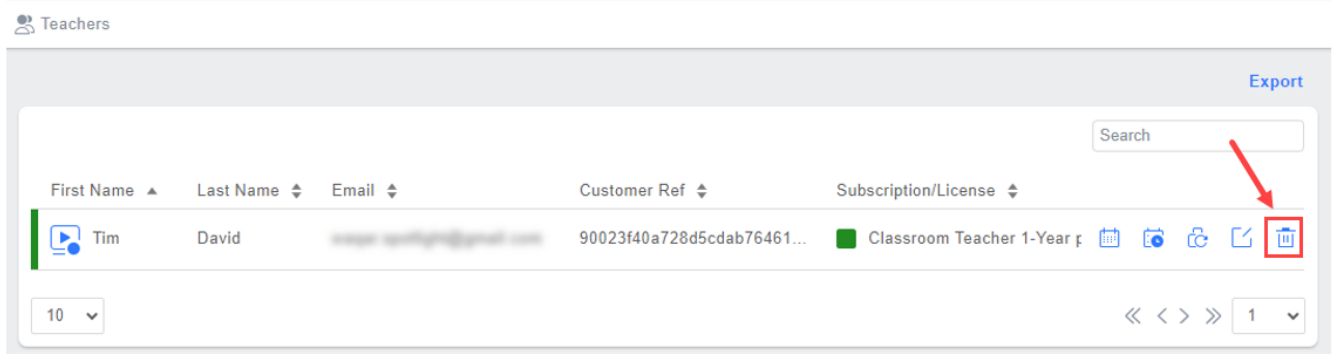 Teachers
Export
Search
First Name Last Name Email Customer Ref Subscription/License
Tim David 90023f40a728d5cdab76461... Classroom Teacher 1-Year p
10 1